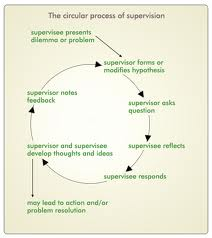 The circular process of supervision
supervisee presents
dilemma or problem
supervisor forms or
modifies hypothesis
supervisor asks
question
supervisee reflects
supervisee responds
supervisor and supervisee
develop thoughts and ideas
supervisor notes
feedback
may lead to action and/or
problem resolution